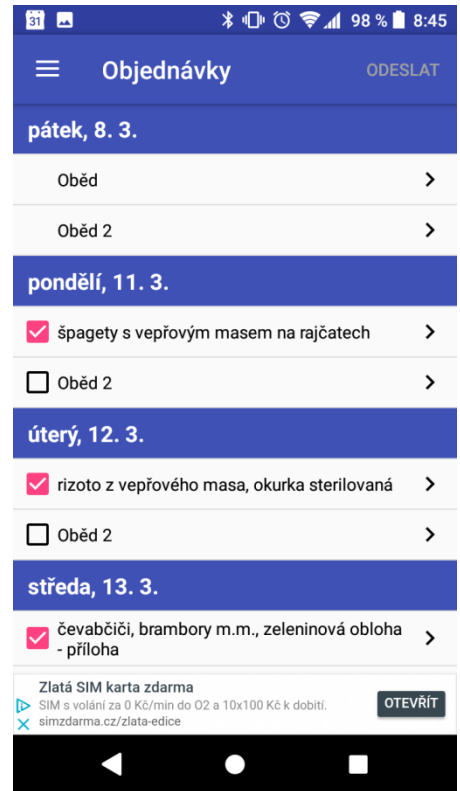 31 98 % 8:45
Objednávky ODESLAT
pátek, 8. 3.
Oběd
Oběd 2
pondělí, 11. 3.
špagety s vepřovým masem na rajčatech
Oběd 2
úterý, 12. 3.
rizoto z vepřového masa, okurka sterilovaná
Oběd 2
středa, 13. 3.
čevabčiči, brambory m.m., zeleninová obloha
- příloha
Zlatá SIM karta zdarma
SIM s volání za 0 Kč/min do O2 a 10x100 Kč k dobití.
simzdarma.cz/zlata-edice
OTEVŘÍT